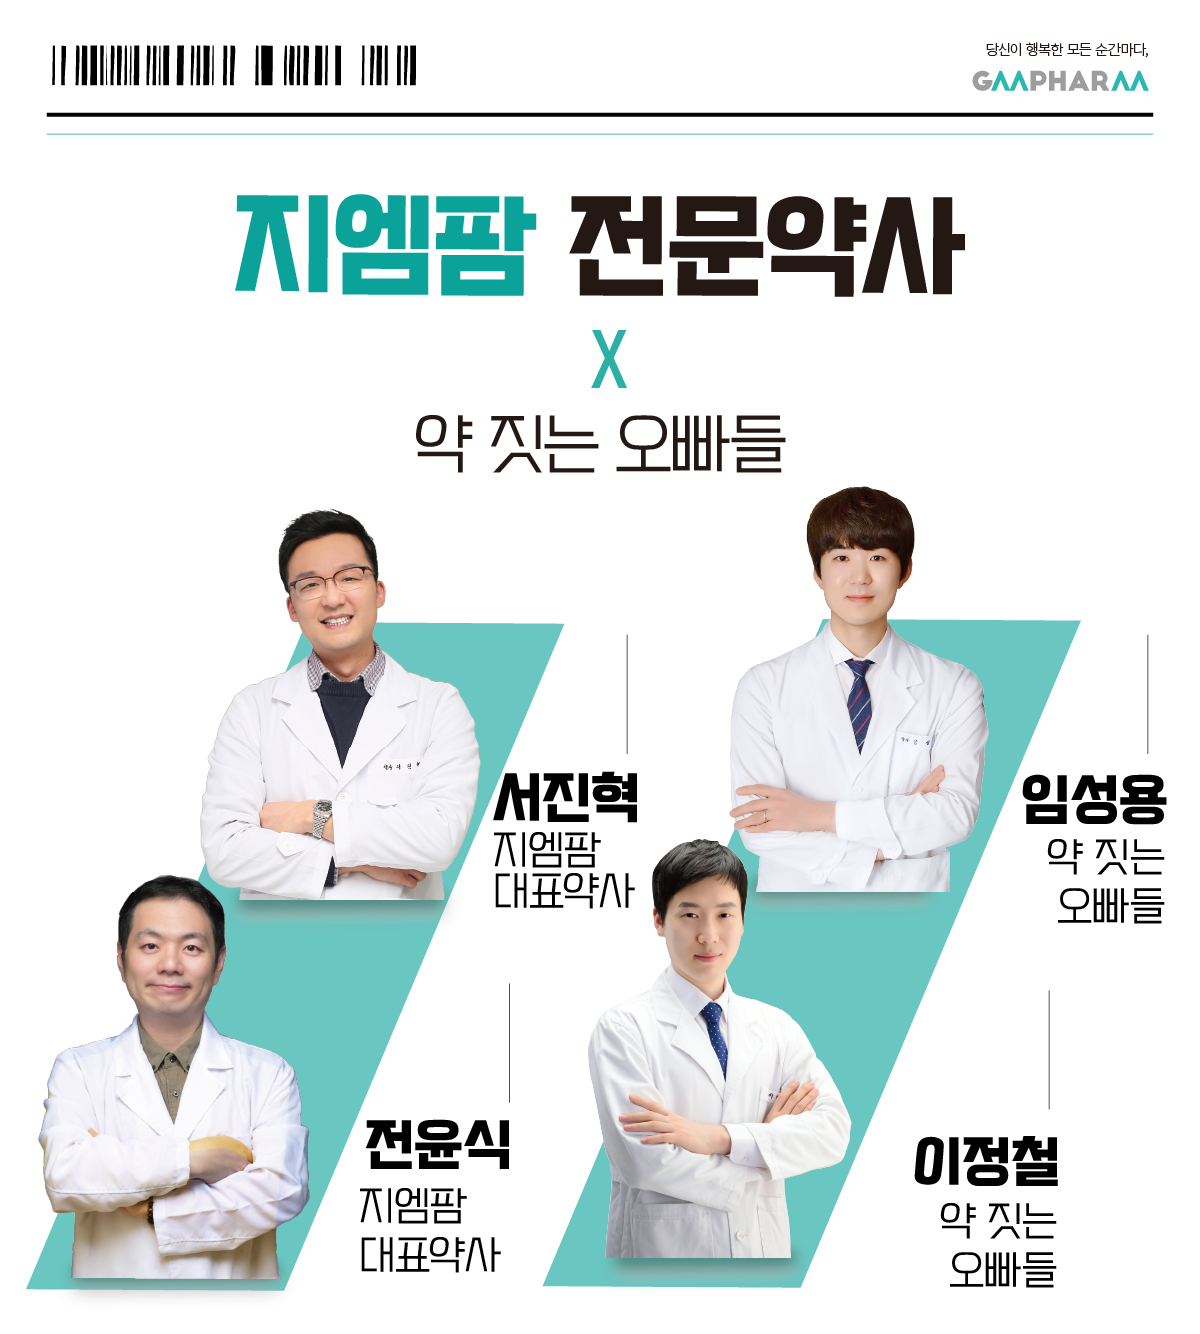 당신이 행복한 모든 순간마다,
GMPHARM
지엠팜 전문약사
X
약 짓는 오빠들
서진혁
지엠팜
대표약사
임성용
약 짓는
오빠들
전윤식
지엠팜
대표약사
이정철
약 짓는
오빠들